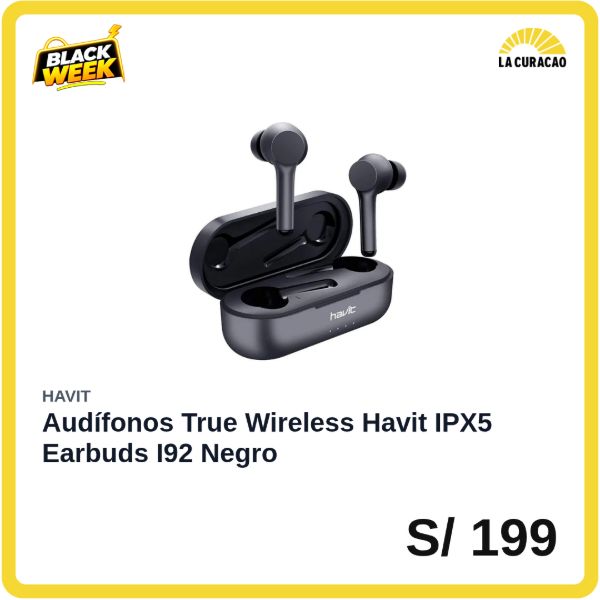 BLACK
WEEK
LA CURACAO
havit
HAVIT
Audífonos True Wireless Havit IPX5
Earbuds I92 Negro
S/ 199